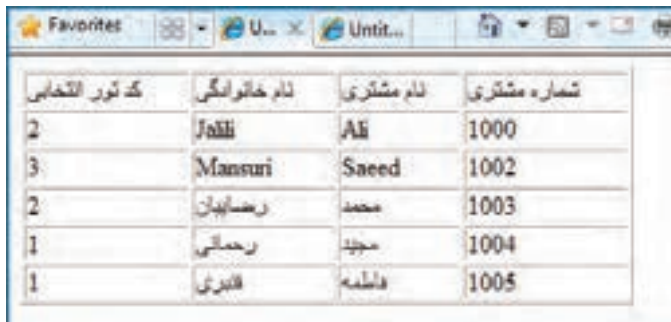 Favorites U... Untit...
شماره مشتری نام مشتری نام خانوادگی کد تور انتخابی
1000 Ali Jalili 2
1002 Saeed Mansuri 3
1003 محمد رضاییان 2
1004 مجید رحمانی 1
1005 فاطمه قنبری 1